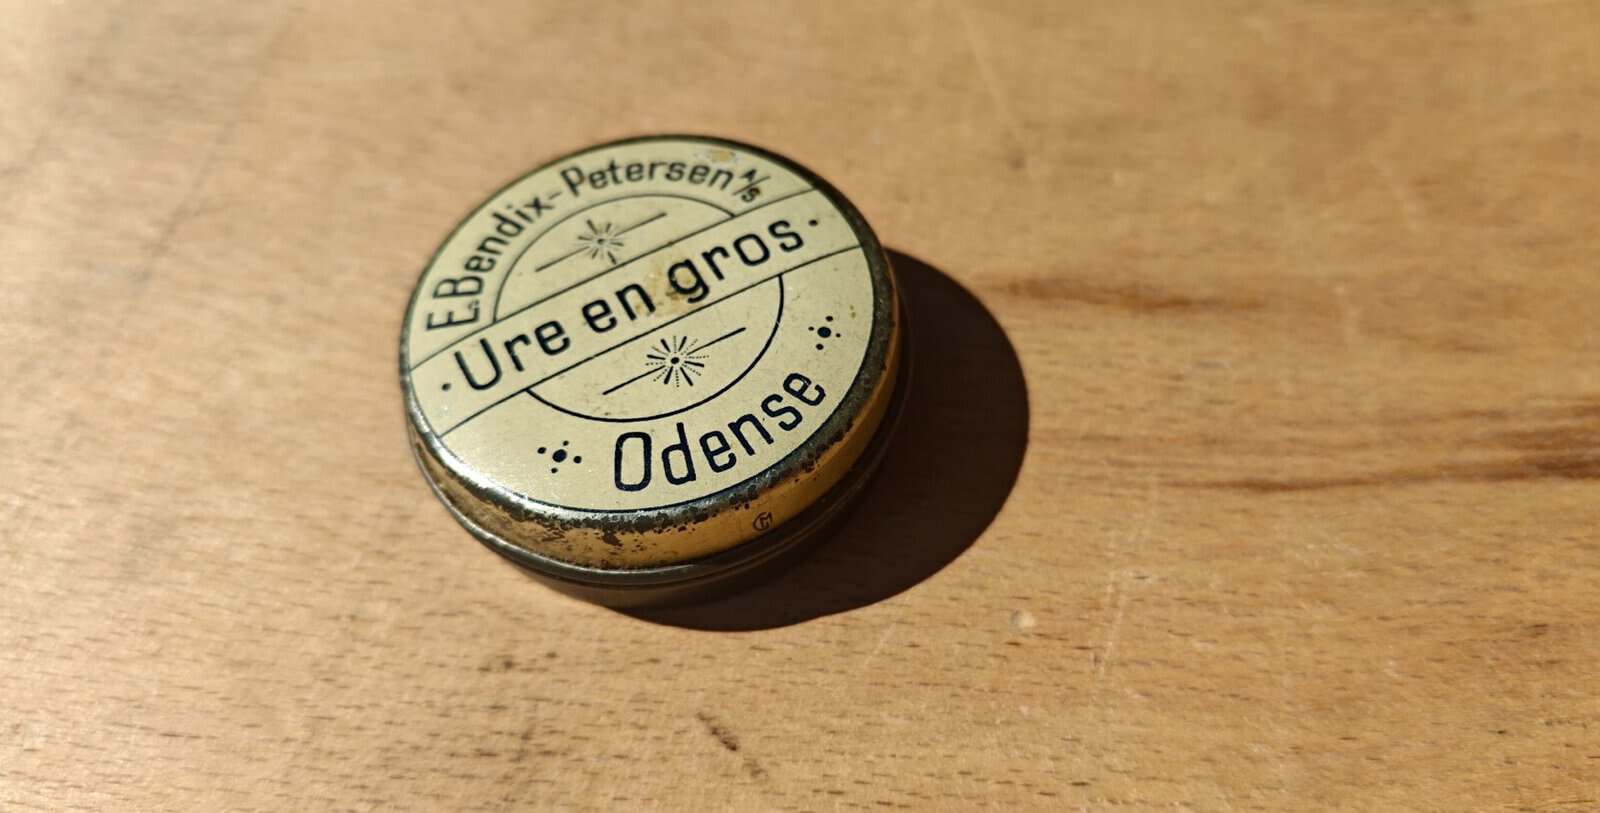 E. Bendix-Petersen A/S
· Ure en gros ·
Odense